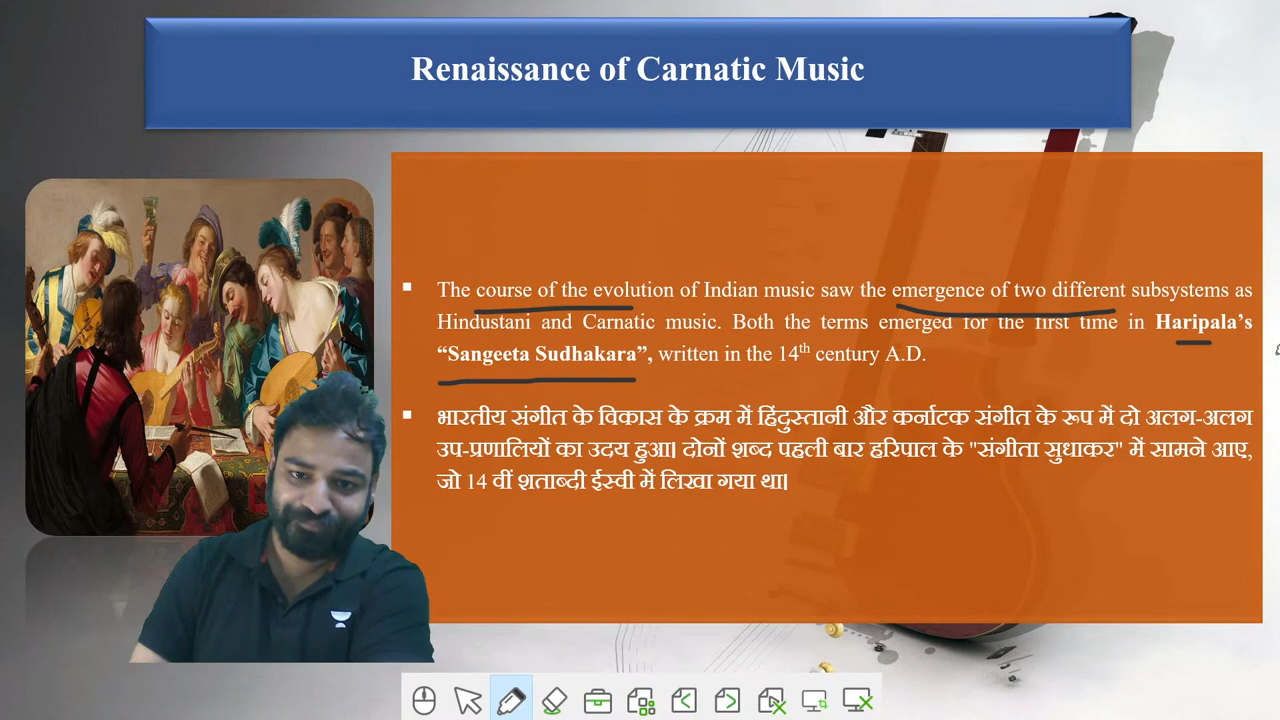 Renaissance of Carnatic Music
The course of the evolution of Indian music saw the emergence of two different subsystems as
Hindustani and Carnatic music. Both the terms emerged for the first time in Haripala’s
“Sangeeta Sudhakara”, written in the 14th century A.D.
भारतीय संगीत के विकास के क्रम में हिंदुस्तानी और कर्नाटक संगीत के रूप में दो अलग-अलग
उप-प्रणालियों का उदय हुआ। दोनों शब्द पहली बार हरिपाल के "संगीता सुधाकर" में सामने आए,
जो 14 वीं शताब्दी ईस्वी में लिखा गया था।